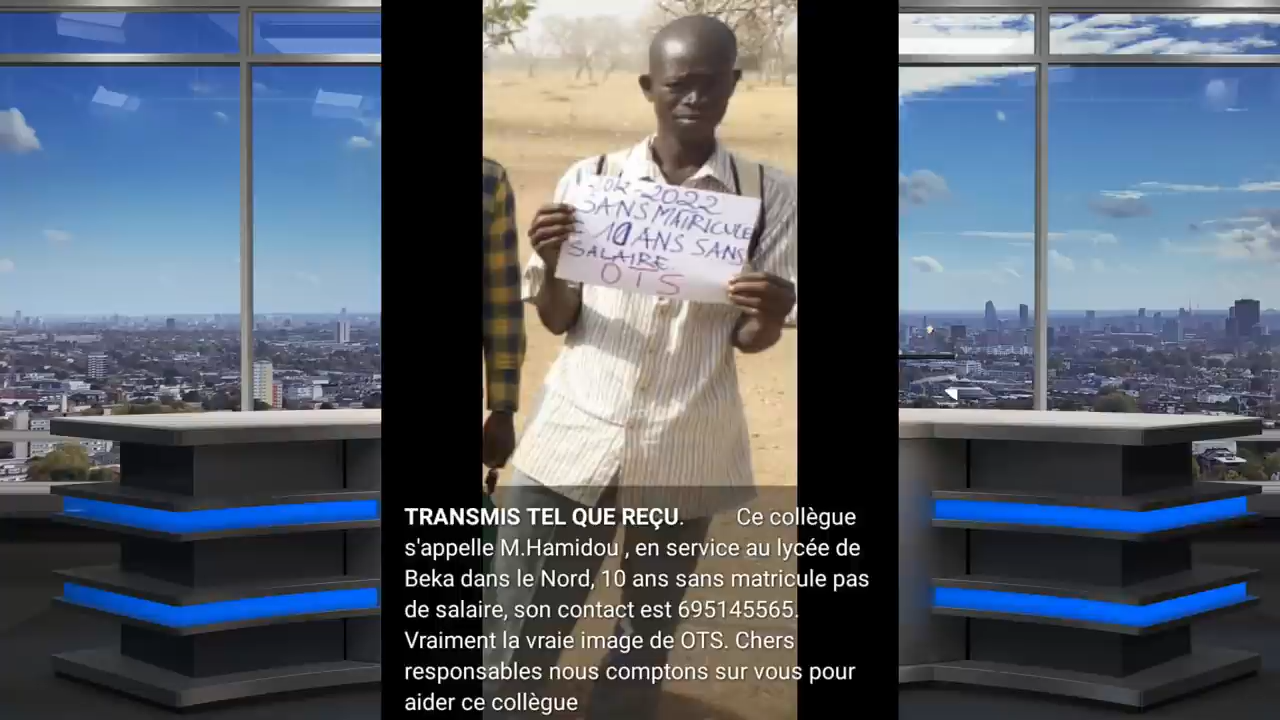 -04-2022
SANS MATRICULE
= 10 ANS SANS
SALAIRE
OTS
TRANSMIS TEL QUE REÇU. Ce collègue
s'appelle M.Hamidou , en service au lycée de
Beka dans le Nord, 10 ans sans matricule pas
de salaire, son contact est 695145565.
Vraiment la vraie image de OTS. Chers
responsables nous comptons sur vous pour
aider ce collègue